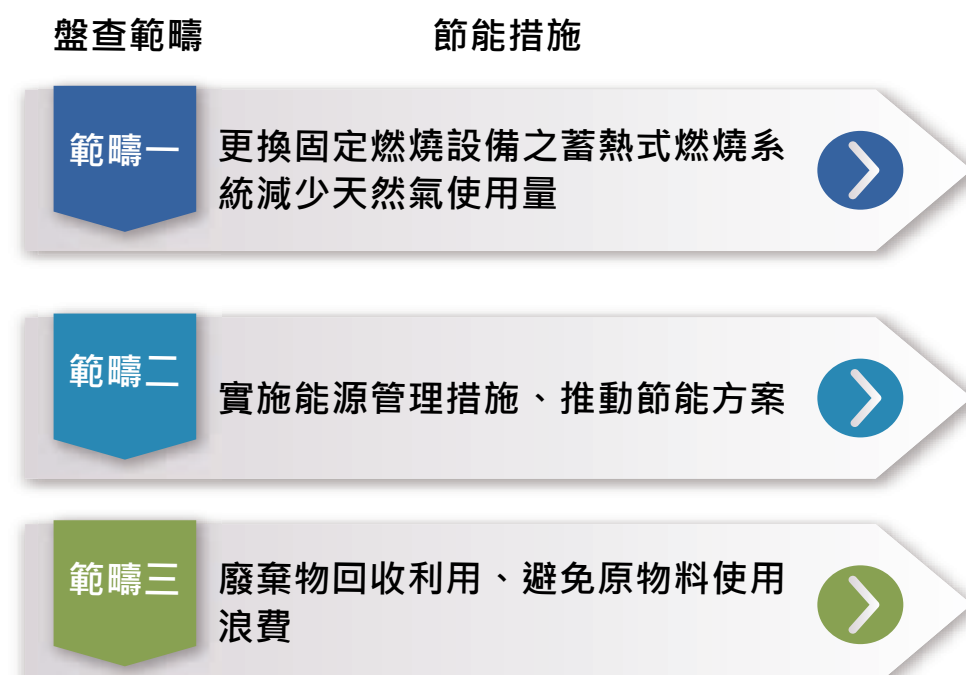 盤查範疇 節能措施
範疇一
更換固定燃燒設備之蓄熱式燃燒系
統減少天然氣使用量
範疇二
實施能源管理措施、推動節能方案
範疇三
廢棄物回收利用、避免原物料使用
浪費